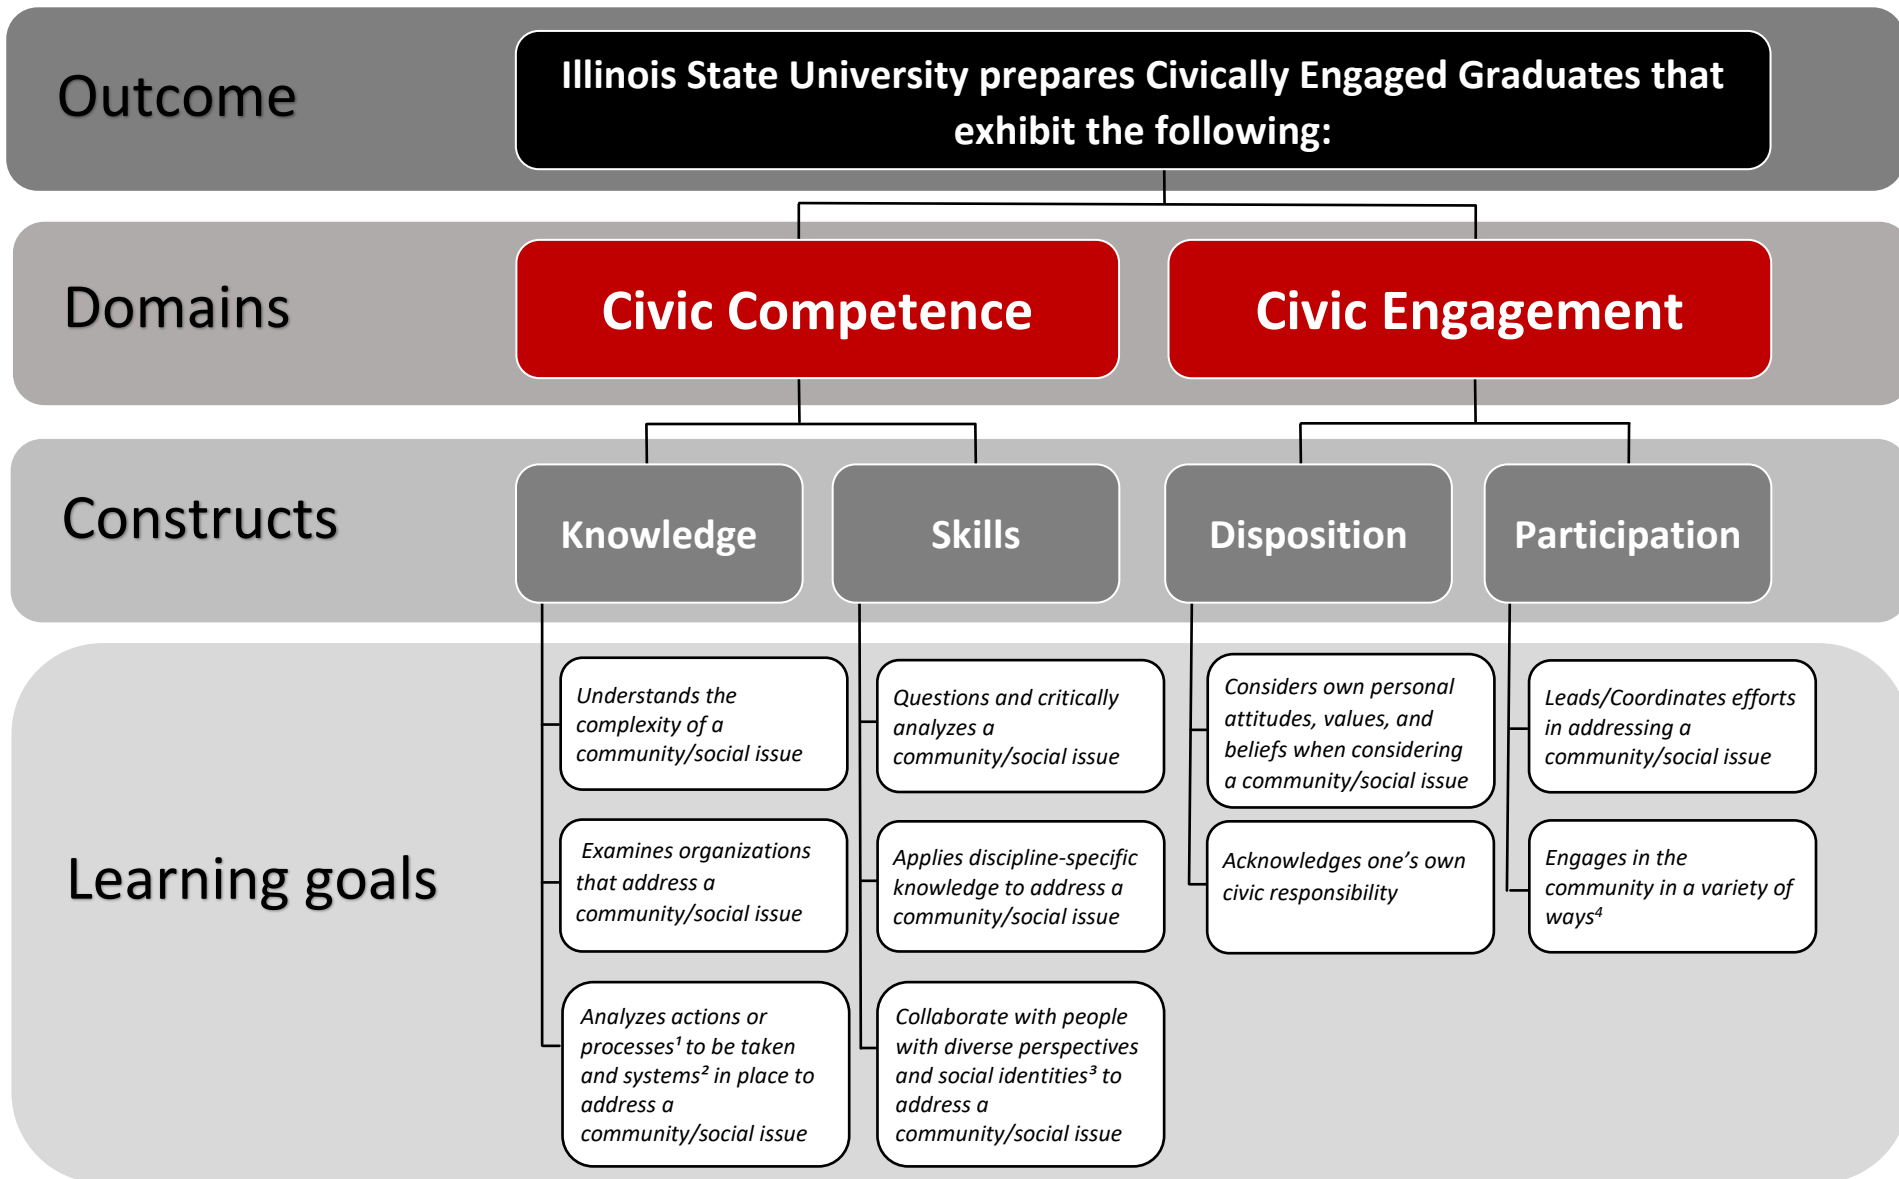 Outcome
Illinois State University prepares Civically Engaged Graduates that
exhibit the following:
Domains
Civic Competence
Civic Engagement
Constructs
Knowledge
Skills
Disposition
Participation
Learning goals
Understands the
complexity of a
community/social issue
Examines organizations
that address a
community/social issue
Analyzes actions or
processes¹ to be taken
and systems² in place to
address a
community/social issue
Questions and critically
analyzes a
community/social issue
Applies discipline-specific
knowledge to address a
community/social issue
Collaborate with people
with diverse perspectives
and social identities³ to
address a
community/social issue
Considers own personal
attitudes, values, and
beliefs when considering
a community/social issue
Acknowledges one’s own
civic responsibility
Leads/Coordinates efforts
in addressing a
community/social issue
Engages in the
community in a variety of
ways⁴